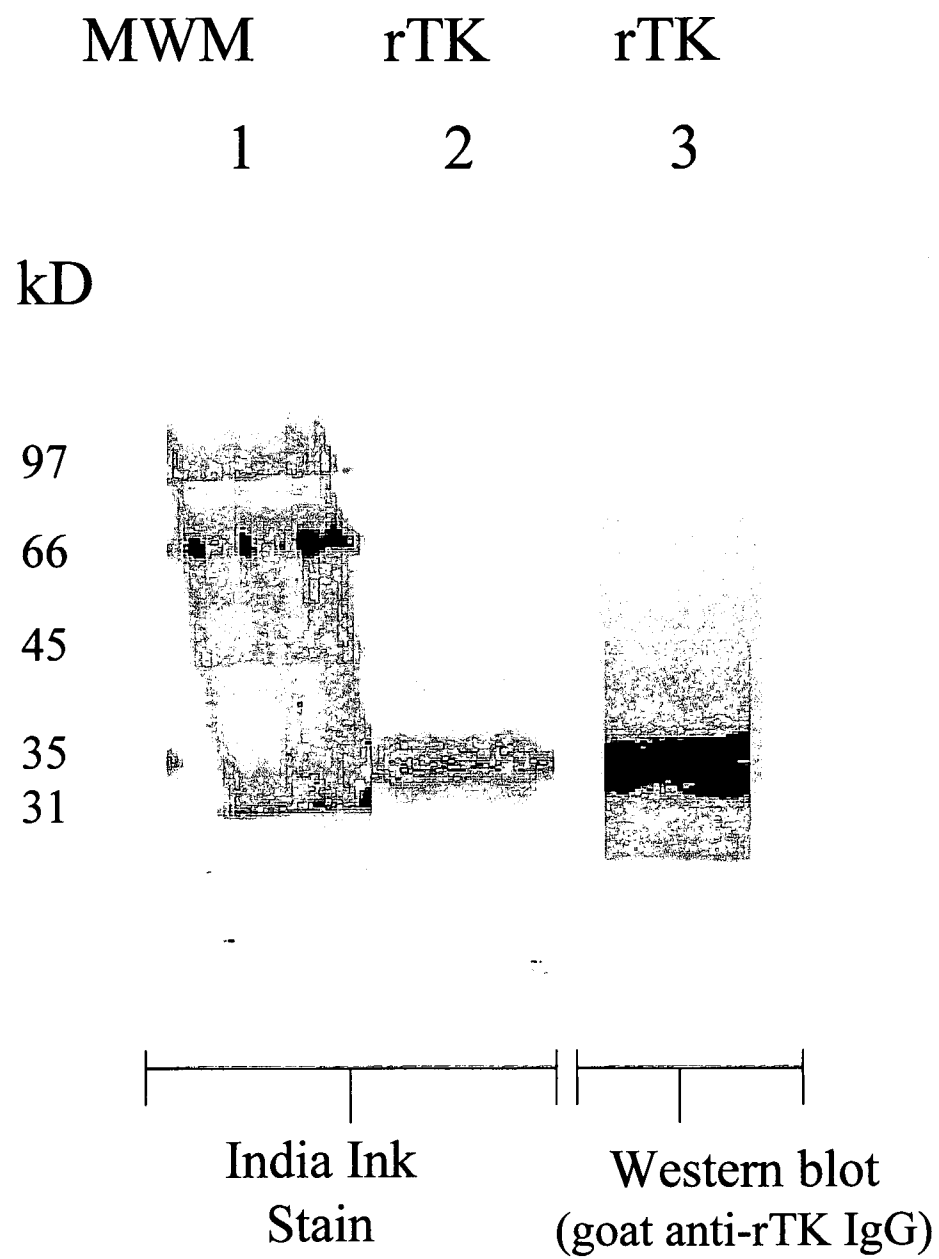 MWM rTK rTK
1 2 3
kD
97
66
45
35
31
India Ink
Stain
Western blot
(goat anti-rTK IgG)